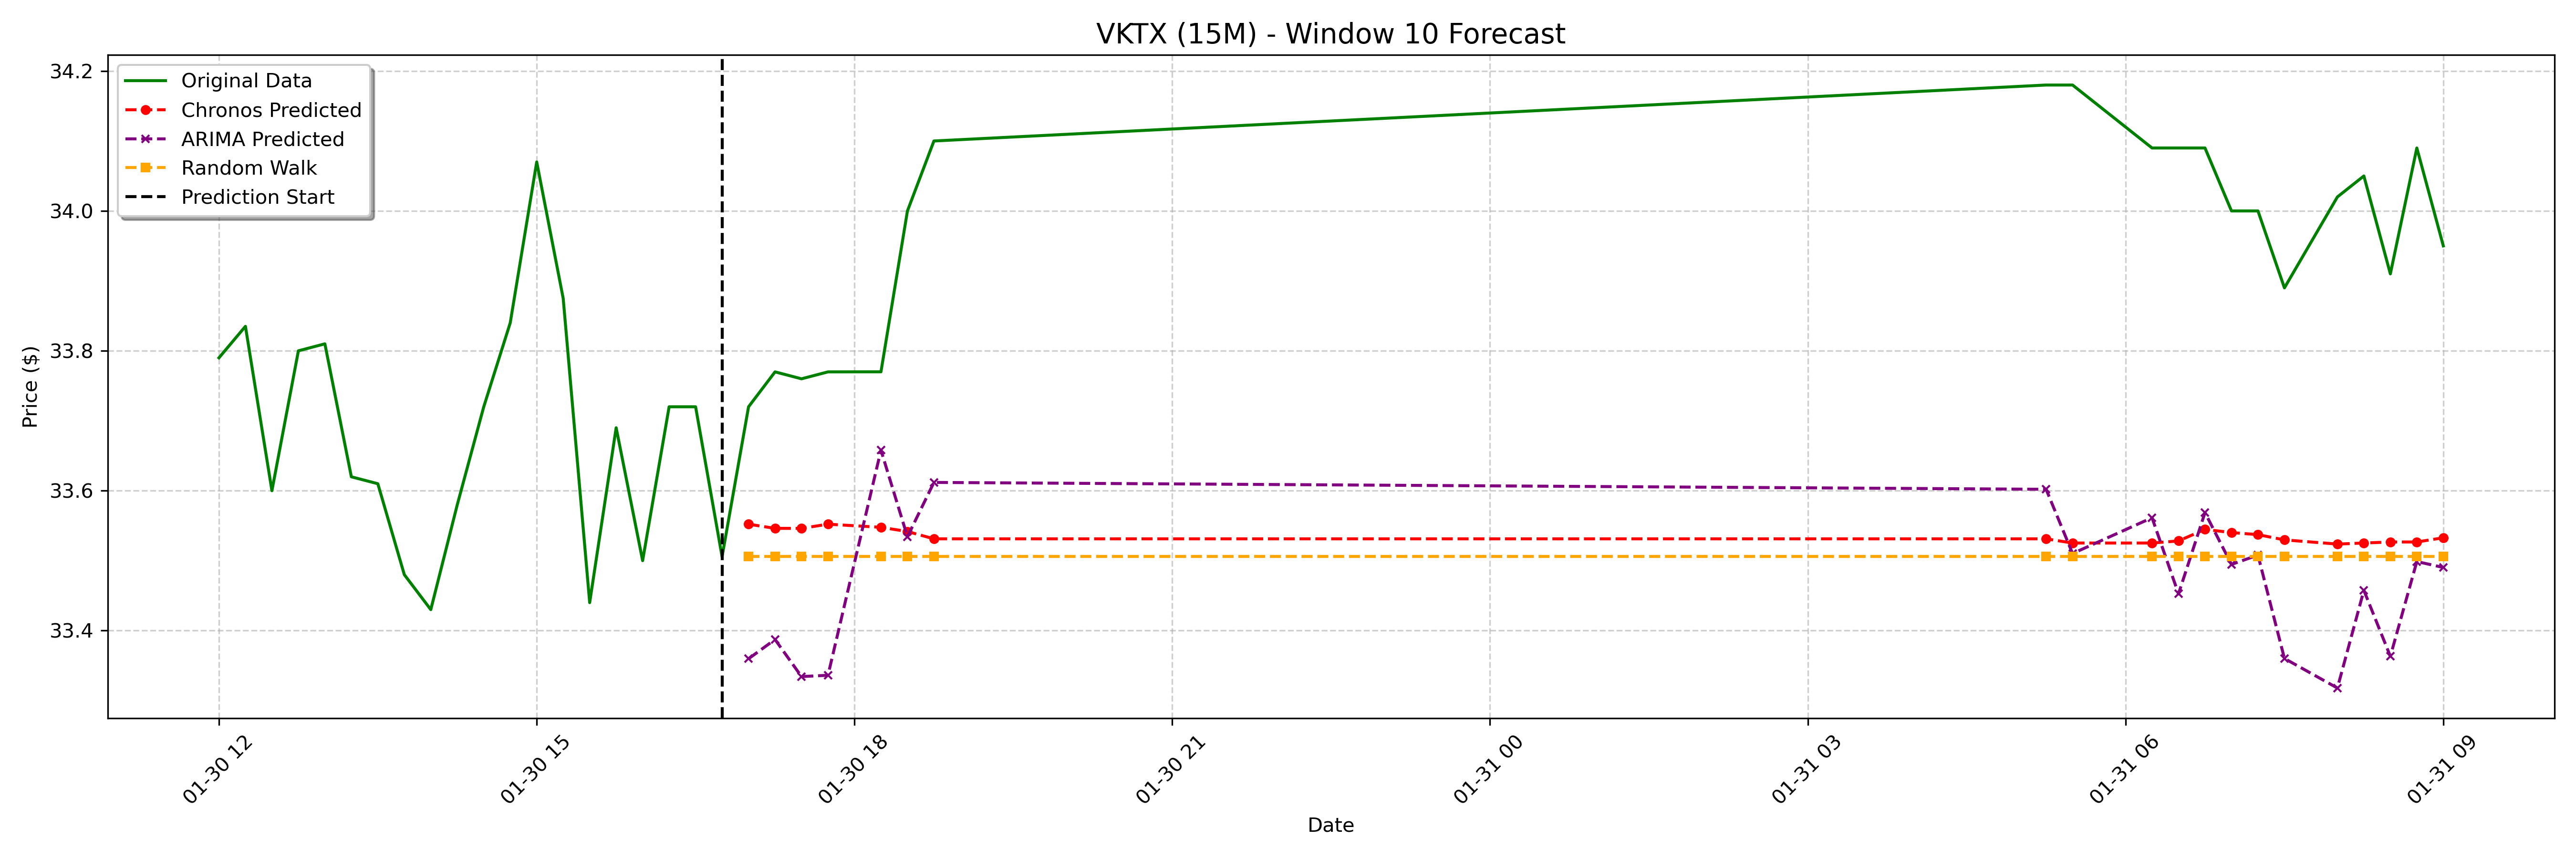 VKTX (15M) - Window 10 Forecast
Original Data
Chronos Predicted
ARIMA Predicted
Random Walk
Prediction Start
Price ($)
34.2
34.0
33.8
33.6
33.4
01-30 12
01-30 15
01-30 18
01-30 21
01-31 00
01-31 03
01-31 06
01-31 09
Date